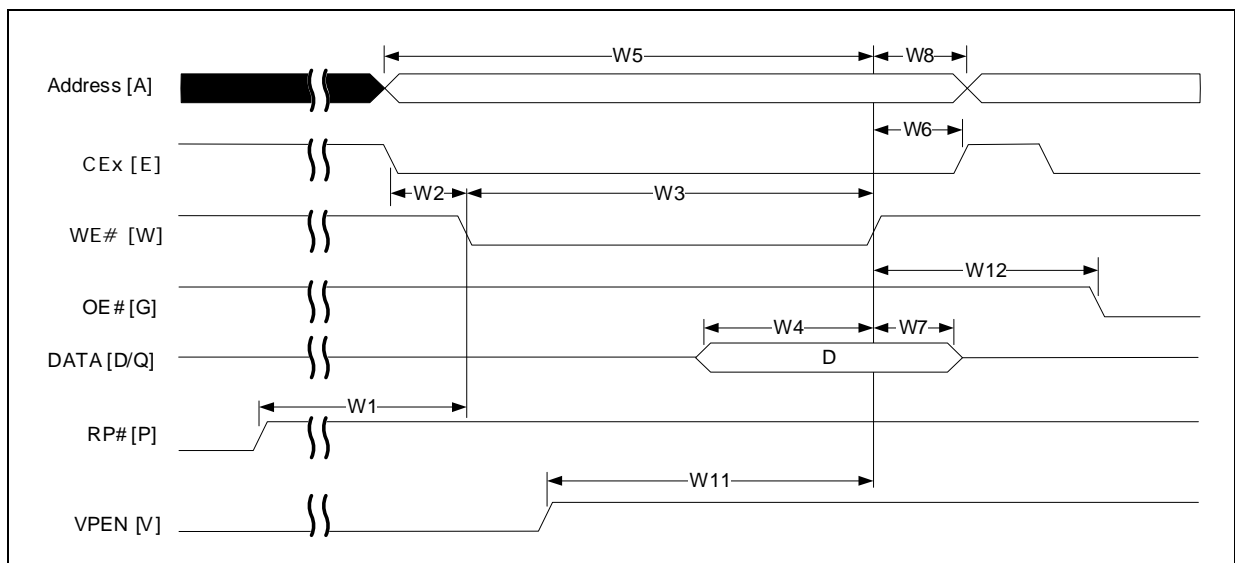 W5
W8
Address [A]
W6
CEx [E]
W2
W3
WE# [W]
W12
OE# [G]
W4
W7
DATA [D/Q]
D
W1
RP# [P]
W11
VPEN [V]